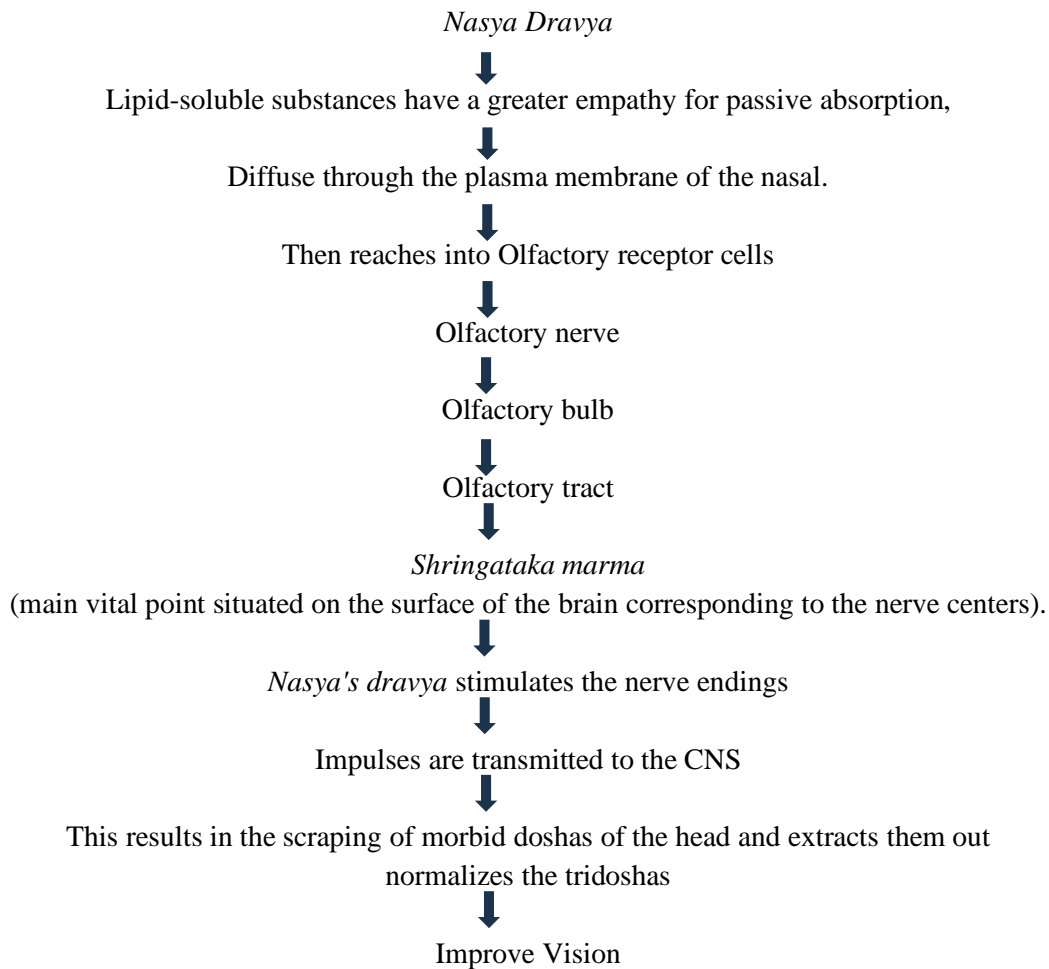 Nasya Dravya
Lipid-soluble substances have a greater empathy for passive absorption,
Diffuse through the plasma membrane of the nasal.
Then reaches into Olfactory receptor cells
Olfactory nerve
Olfactory bulb
Olfactory tract
Shringataka marma
(main vital point situated on the surface of the brain corresponding to the nerve centers).
Nasya's dravya stimulates the nerve endings
Impulses are transmitted to the CNS
This results in the scraping of morbid doshas of the head and extracts them out
normalizes the tridoshas
Improve Vision